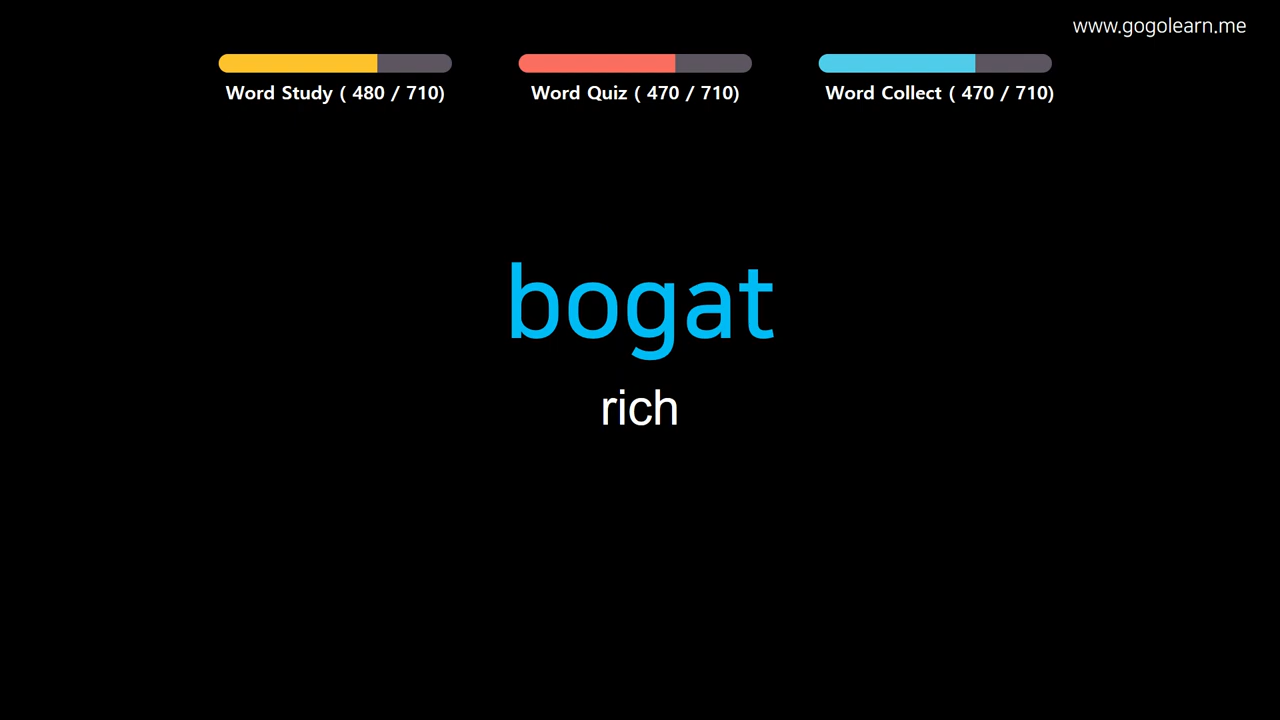 www.gogolearn.me
Word Study ( 480 / 710)
Word Quiz ( 470 / 710)
Word Collect ( 470 / 710)
bogat
rich